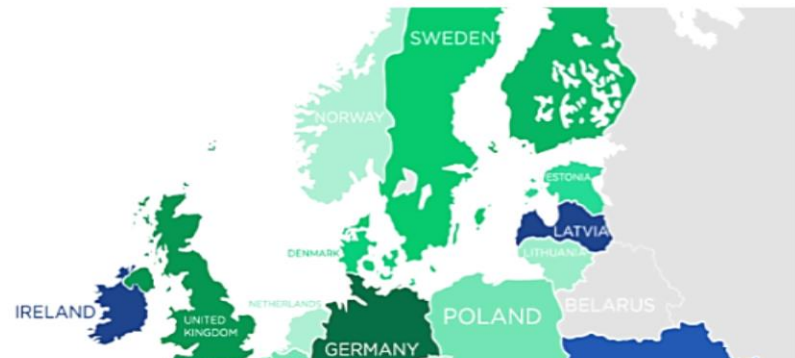 SWEDEN
NORWAY
ESTONIA
LATVIA
DENMARK
LITHUANIA
NETHERLANDS
BELARUS
IRELAND
POLAND
UNITED
KINGDOM
GERMANY